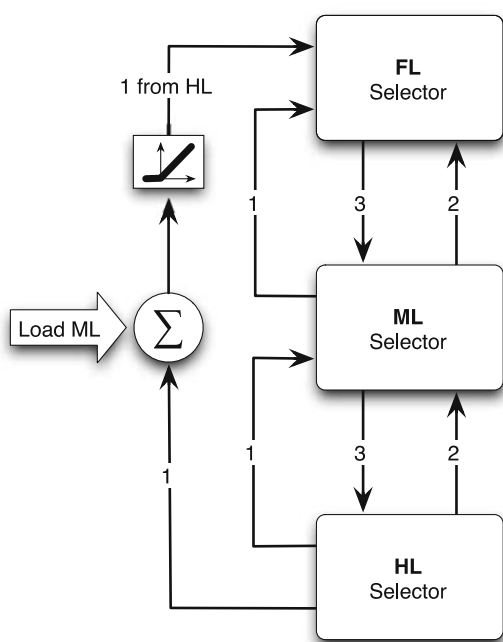 FL
Selector
1 from HL
1
3
2
ML
Selector
Load ML
Σ
1
3
2
1
HL
Selector